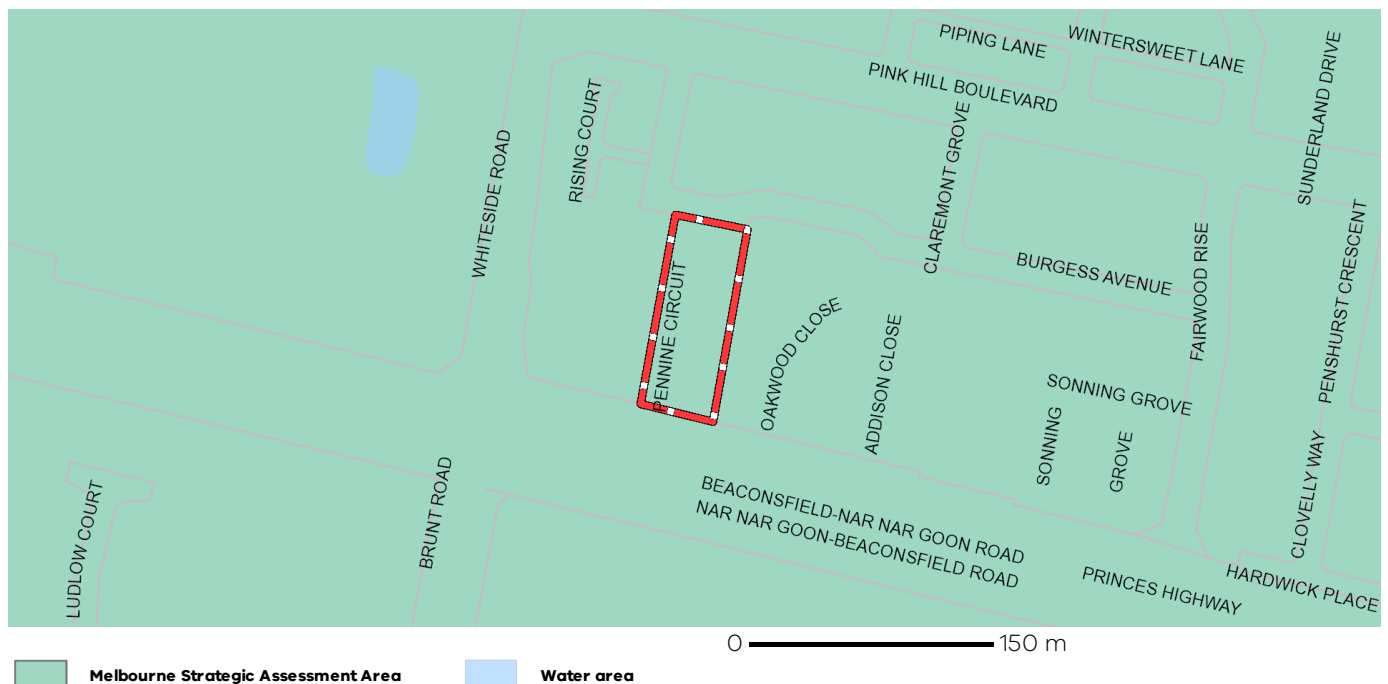 PIPING LANE
WINTERSWEET LANE
PINK HILL BOULEVARD
SUNDERLAND DRIVE
RISING COURT
WHITESIDE ROAD
CLAREMONT GROVE
PENNINE CIRCUIT
BURGESS AVENUE
FAIRWOOD RISE
PENSHURST CRESCENT
OAKWOOD CLOSE
ADDISON CLOSE
SONNING GROVE
SONNING
GROVE
CLOVELLY WAY
LUDLOW COURT
BRUNT ROAD
BEACONSFIELD-NAR NAR GOON ROAD
NAR NAR GOON-BEACONSFIELD ROAD
PRINCES HIGHWAY
HARDWICK PLACE
0 150 m
Melbourne Strategic Assessment Area
Water area